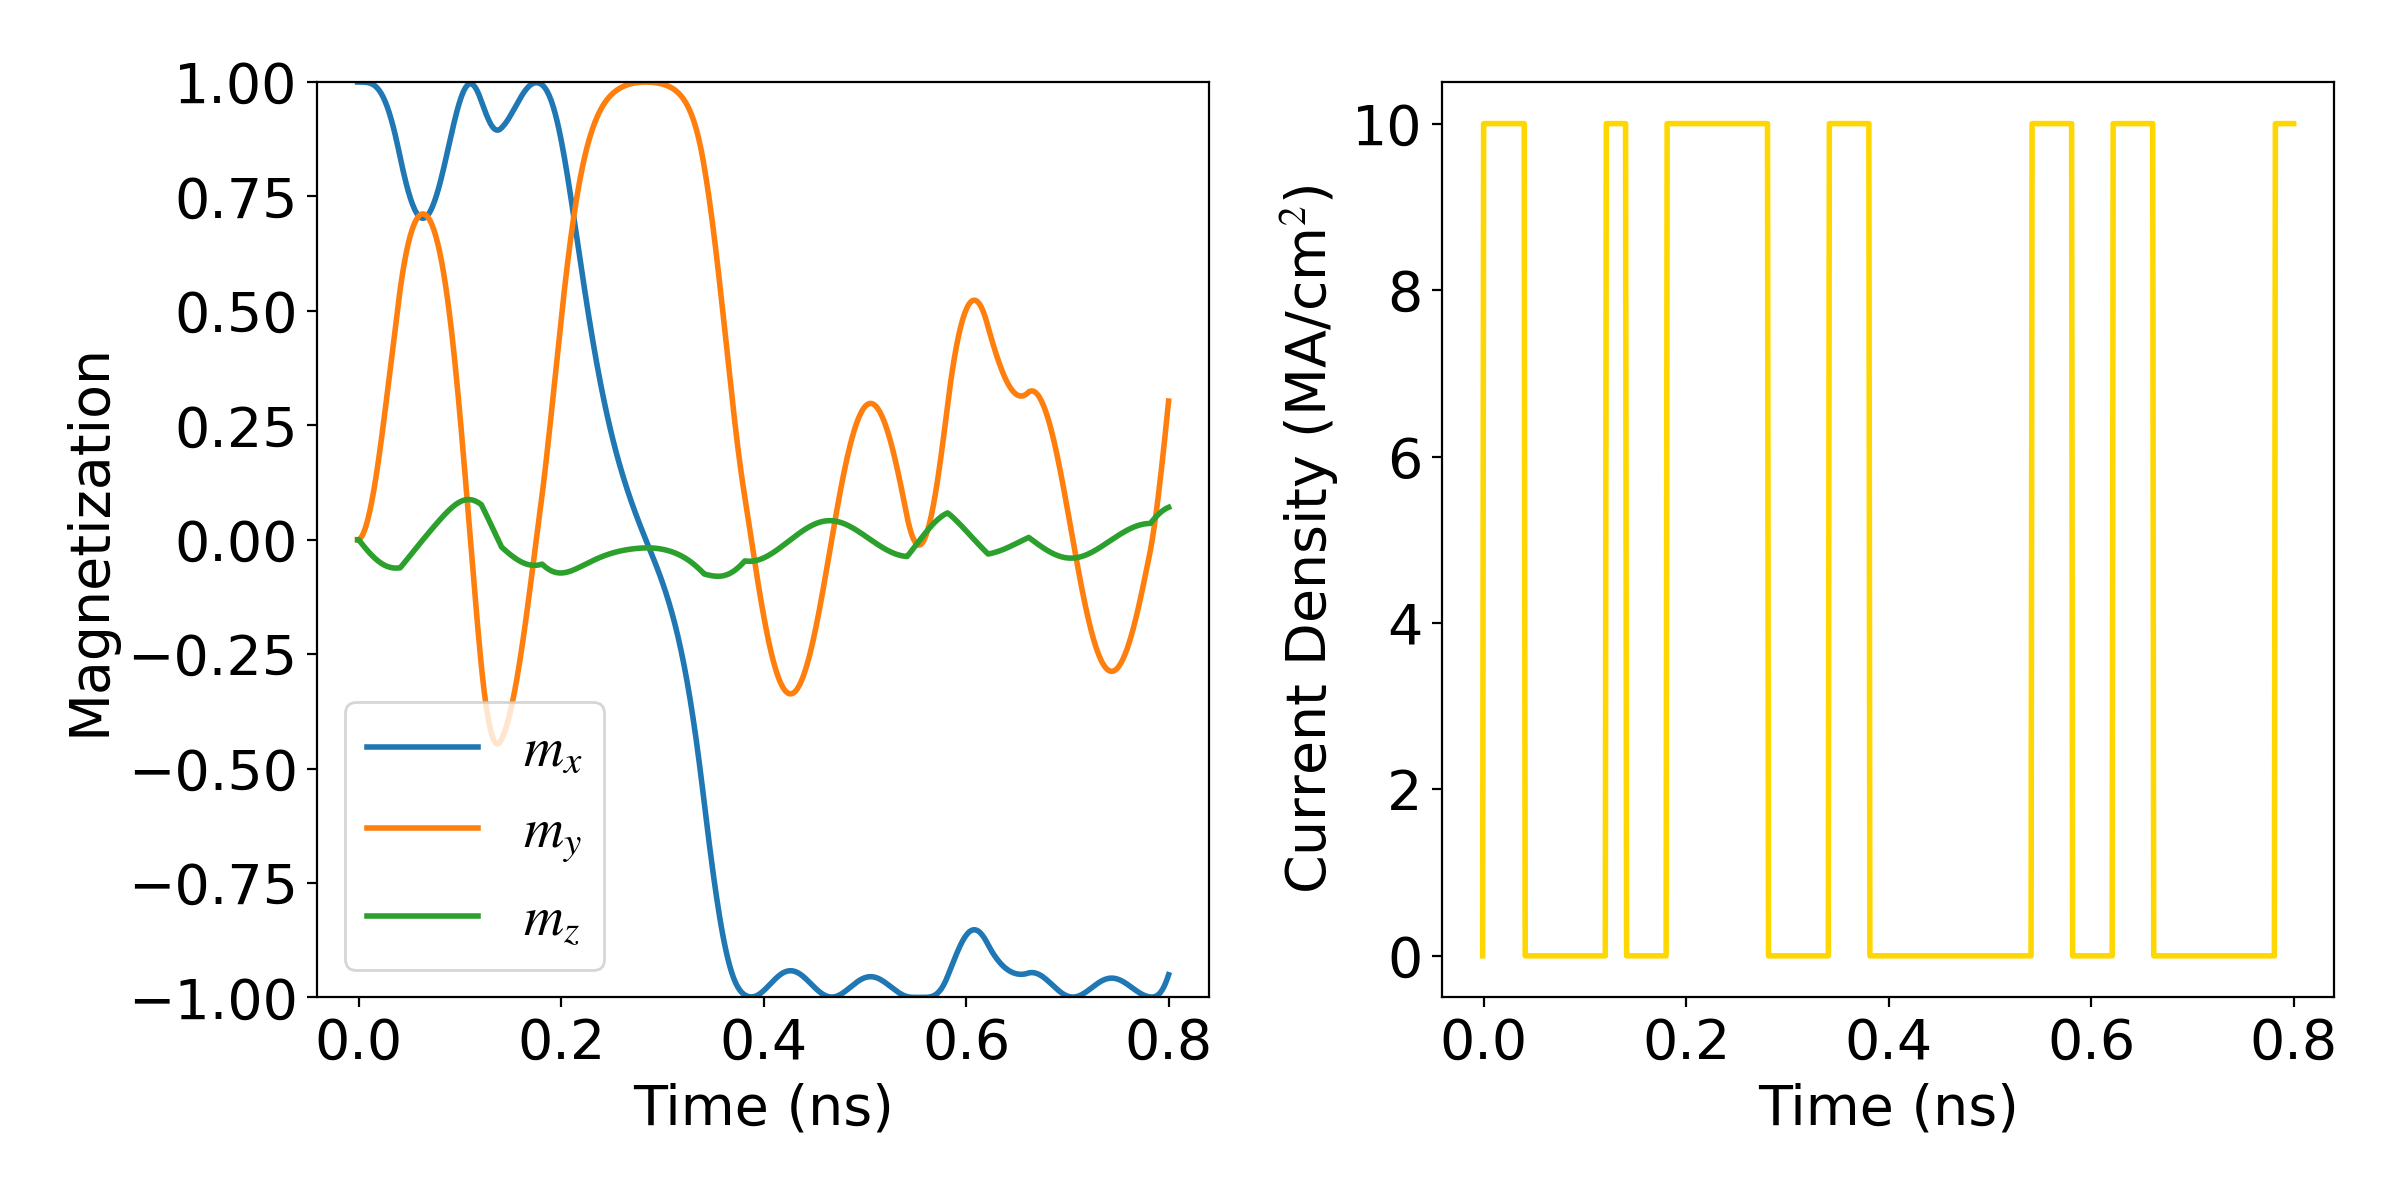 Magnetization
1.00
0.75
0.50
0.25
0.00
−0.25
−0.50
−0.75
−1.00
m_x
m_y
m_z
0.0 0.2 0.4 0.6 0.8
Time (ns)
Current Density (MA/cm²)
10
8
6
4
2
0
0.0 0.2 0.4 0.6 0.8
Time (ns)